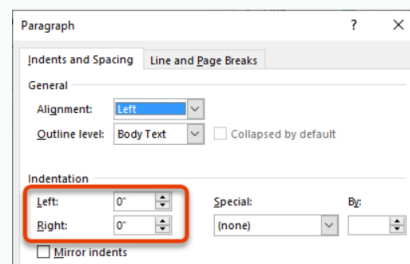 Paragraph ? X
Indents and Spacing Line and Page Breaks
General
Alignment: Left
Outline level: Body Text Collapsed by default
Indentation
Left: 0" Special: By:
Right: 0" (none)
Mirror indents